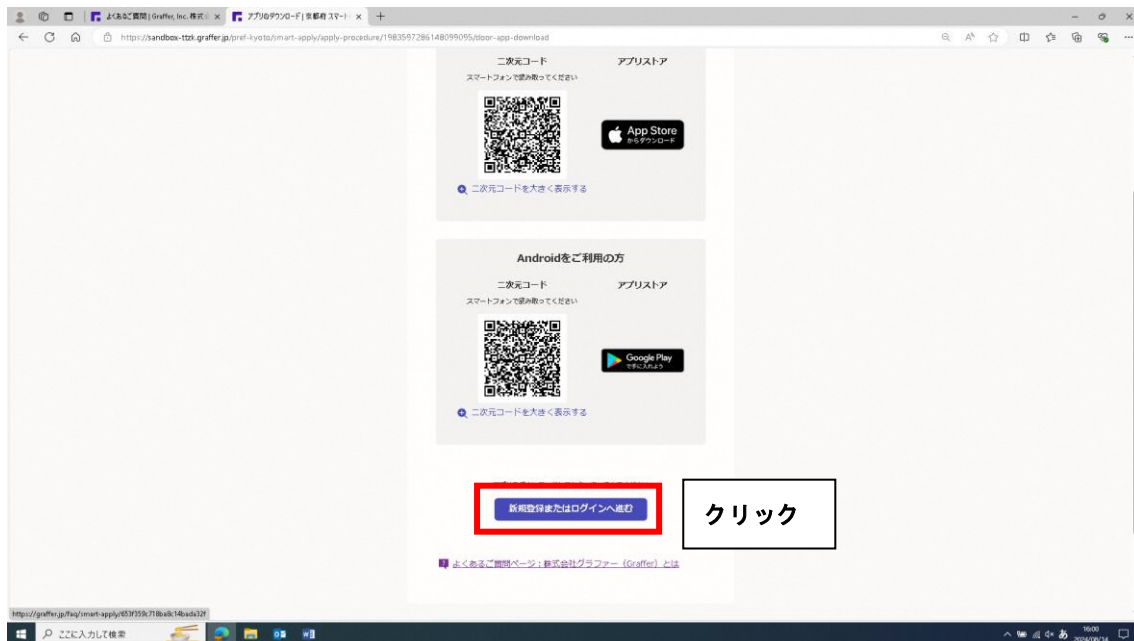 よくあるご質問 | Graffer, Inc. 株式
アプリのダウンロード | 京都府 スマート
https://sandbox-ttzk.graffer.jp/pref-kyoto/smart-apply/apply-procedure/1983597286148099095/door-app-download
二次元コード
アプリストア
スマートフォンで読み取ってください
App Store
からダウンロード
二次元コードを大きく表示する
Androidをご利用の方
二次元コード
アプリストア
スマートフォンで読み取ってください
Google Play
で手に入れよう
二次元コードを大きく表示する
新規登録またはログインへ進む
クリック
よくあるご質問ページ:株式会社グラファー(Graffer)とは
https://graffer.jp/faq/smart-apply/653f359c718ba8c14bada32f
ここに入力して検索
あ
16:00
2024/08/14